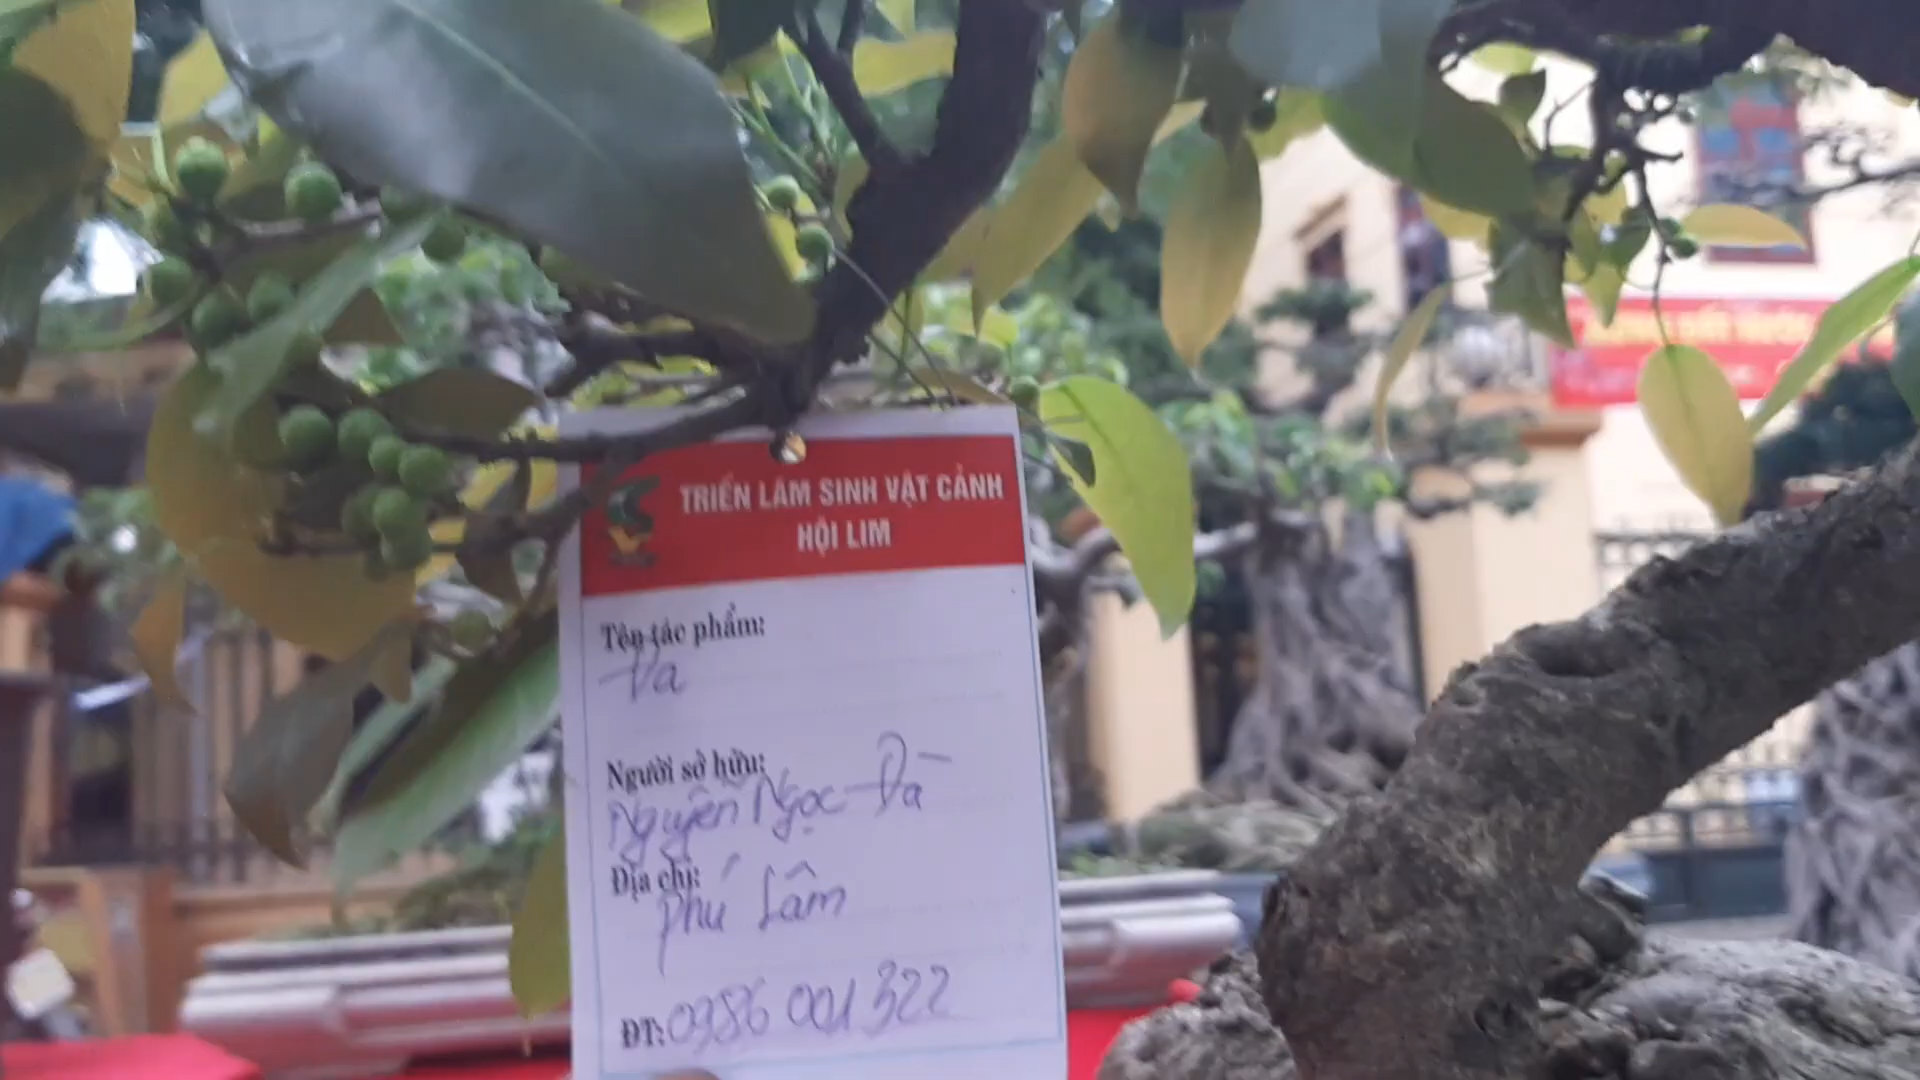 TRIỂN LÃM SINH VẬT CẢNH
HỘI LIM
Tên tác phẩm:
Đa
Người sở hữu:
Nguyễn Ngọc Đà
Địa chỉ:
Phú Lâm
ĐT: 0986 001 322